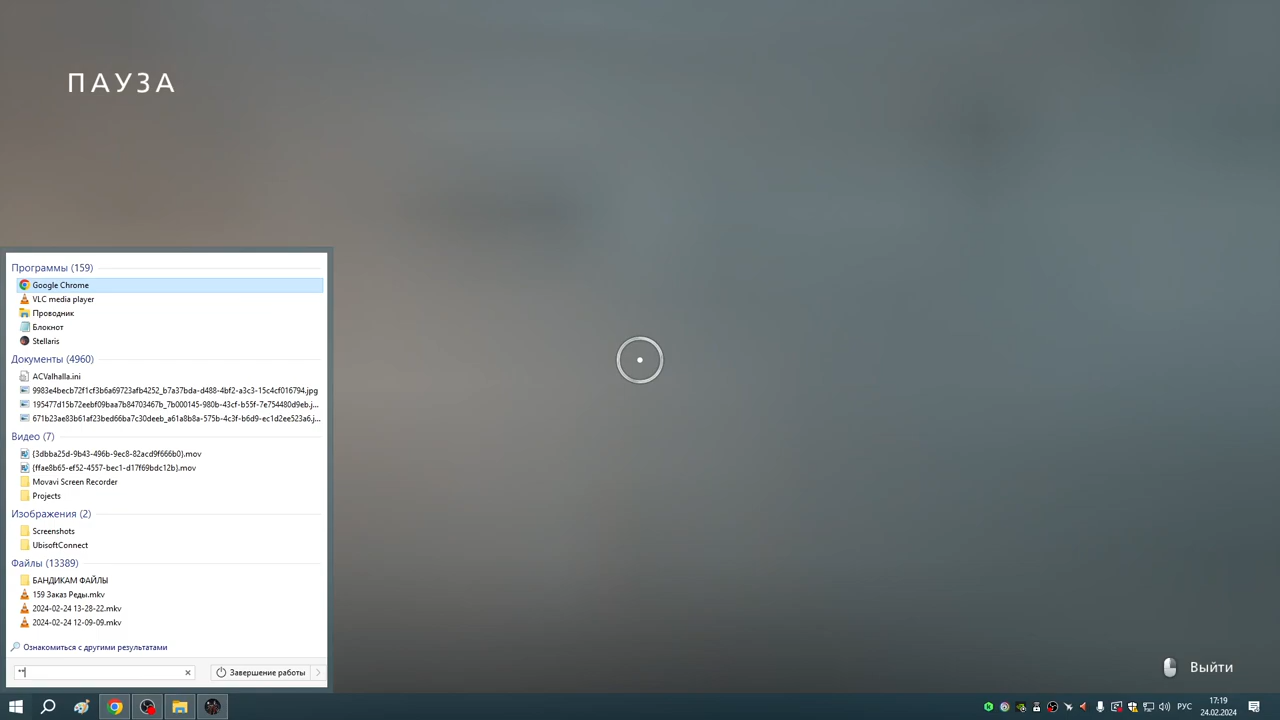 ПАУЗА
Программы (159)
Google Chrome
VLC media player
Проводник
Блокнот
Stellaris
Документы (4960)
ACValhalla.ini
9983e4becb72f1cf3b6a69723afb4252_b7a37bda-d488-4bf2-a3c3-15c4cf016794.jpg
195477d15b72eebf09baa7b84703467b_7b000145-980b-43cf-b55f-7e754480d9eb.j...
671b23ae83b61af23bed66ba7c30deeb_a61a8b8a-575b-4c3f-b6d9-ec1d2ee523a6.j...
Видео (7)
{3dbba25d-9b43-496b-9ec8-82acd9f666b0}.mov
{ffae8b65-ef52-4557-bec1-d17f69bdc12b}.mov
Movavi Screen Recorder
Projects
Изображения (2)
Screenshots
UbisoftConnect
Файлы (13389)
БАНДИКАМ ФАЙЛЫ
159 Заказ Реды.mkv
2024-02-24 13-28-22.mkv
2024-02-24 12-09-09.mkv
Ознакомиться с другими результатами
**
Завершение работы
Выйти
РУС
17:19
24.02.2024